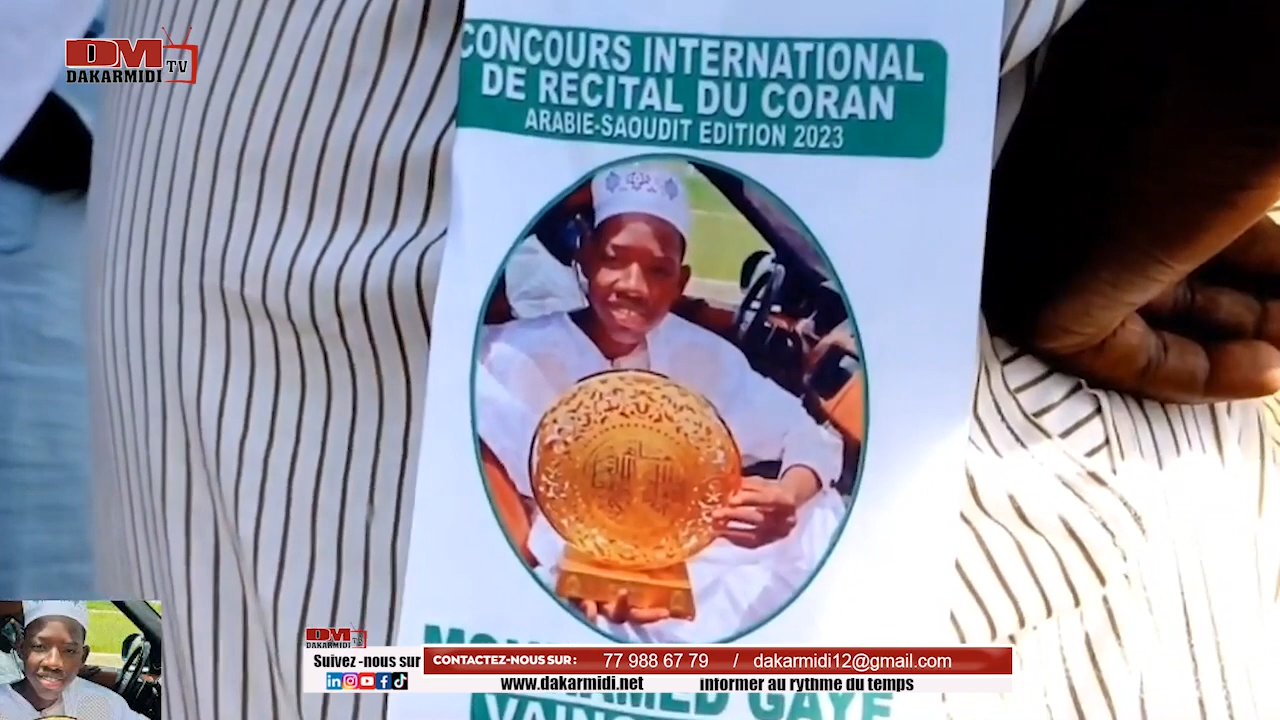 DM
DAKARMIDI TV
CONCOURS INTERNATIONAL
DE RECITAL DU CORAN
ARABIE-SAOUDIT EDITION 2023
DM
DAKARMIDI TV
Suivez -nous sur
CONTACTEZ-NOUS SUR : 77 988 67 79 / dakarmidi12@gmail.com
www.dakarmidi.net informer au rythme du temps
GAYE